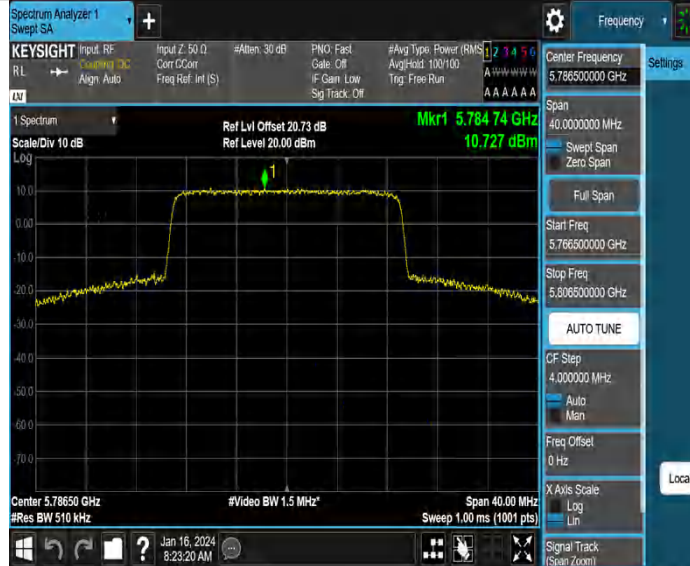 Spectrum Analyzer 1
Swept SA
+
Frequency
KEYSIGHT
RL
LXI
Input: RF
Coupling: DC
Align: Auto
Input Z: 50 Ω
Corr CCorr
Freq Ref: Int (S)
#Atten: 30 dB
PNO: Fast
Gate: Off
IF Gain: Low
Sig Track: Off
#Avg Type: Power (RMS
Avg|Hold: 100/100
Trig: Free Run
1 2 3 4 5 6
A W W W W W
A A A A A A
Settings
Center Frequency
5.786500000 GHz
Span
40.0000000 MHz
Swept Span
Zero Span
Full Span
Start Freq
5.766500000 GHz
Stop Freq
5.806500000 GHz
AUTO TUNE
CF Step
4.000000 MHz
Auto
Man
Freq Offset
0 Hz
X Axis Scale
Log
Lin
Signal Track
(Span Zoom)
Loca
1 Spectrum
Scale/Div 10 dB
Log
Ref Lvl Offset 20.73 dB
Ref Level 20.00 dBm
Mkr1 5.784 74 GHz
10.727 dBm
1
10.0
0.00
-10.0
-20.0
-30.0
-40.0
-50.0
-60.0
-70.0
Center 5.78650 GHz
#Res BW 510 kHz
#Video BW 1.5 MHz*
Span 40.00 MHz
Sweep 1.00 ms (1001 pts)
?
Jan 16, 2024
8:23:20 AM